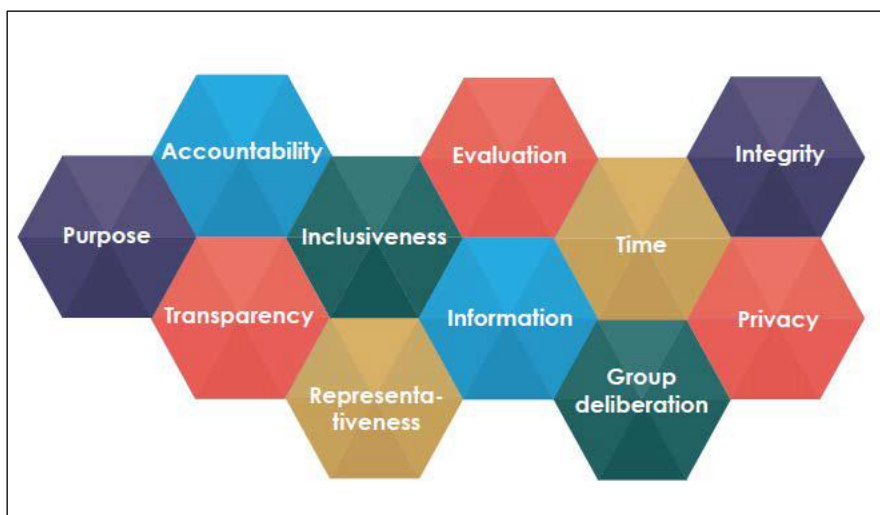 Purpose
Accountability
Transparency
Inclusiveness
Representa-
tiveness
Evaluation
Information
Time
Group
deliberation
Integrity
Privacy